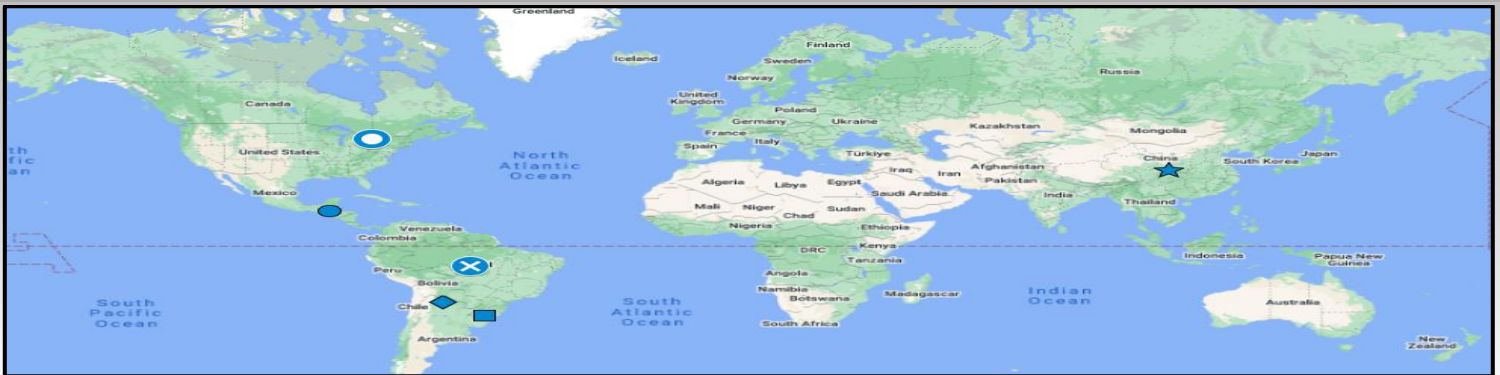 Greenland
Iceland
Finland
Sweden
Norway
Russia
United
Kingdom
Canada
Poland
Germany
Ukraine
France
Italy
Kazakhstan
Mongolia
Spain
Türkiye
United States
North
Atlantic
Ocean
th
fic
an
China
South Korea
Japan
Iraq
Iran
Afghanistan
Pakistan
Algeria
Libya
Egypt
Saudi Arabia
India
Mexico
Mali
Niger
Chad
Sudan
Thailand
Venezuela
Colombia
Nigeria
Ethiopia
DRC
Kenya
Tanzania
Indonesia
Papua New
Guinea
Peru
l
Bolivia
Angola
Namibia
Botswana
Madagascar
Indian
Ocean
South
Pacific
Ocean
Chile
South
Atlantic
Ocean
Australia
South Africa
Argentina
New
Zealand